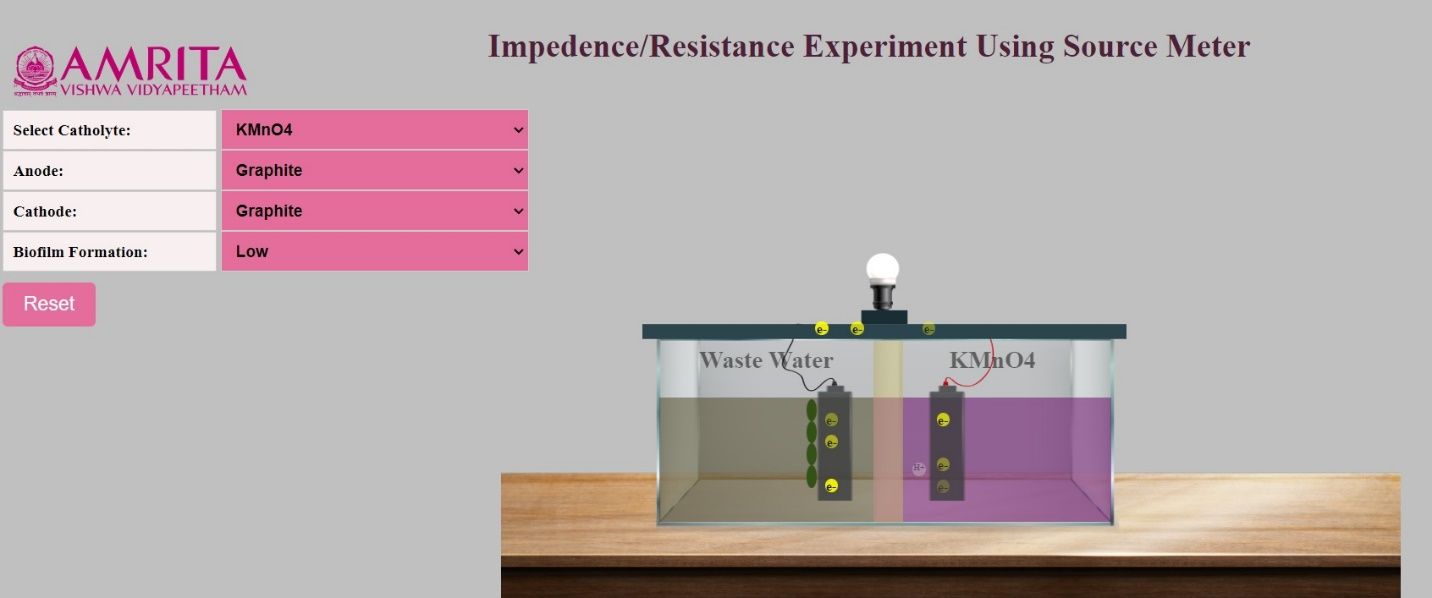 Impedence/Resistance Experiment Using Source Meter
AMRITA
VISHWA VIDYAPEETHAM
Select Catholyte: KMnO4
Anode: Graphite
Cathode: Graphite
Biofilm Formation: Low
Reset
e- e- e-
Waste Water KMnO4
e- e-
e- e-
H+
e- e-
e-